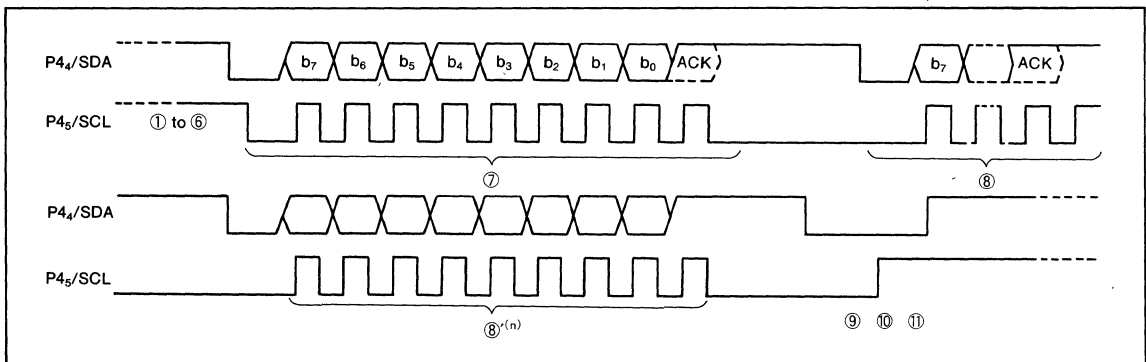 P4₄/SDA b₇ b₆ b₅ b₄ b₃ b₂ b₁ b₀ ACK b₇ ACK
P4₅/SCL ① to ⑥
⑦ ⑧
P4₄/SDA
P4₅/SCL
⑧'⁽ⁿ⁾ ⑨ ⑩ ⑪